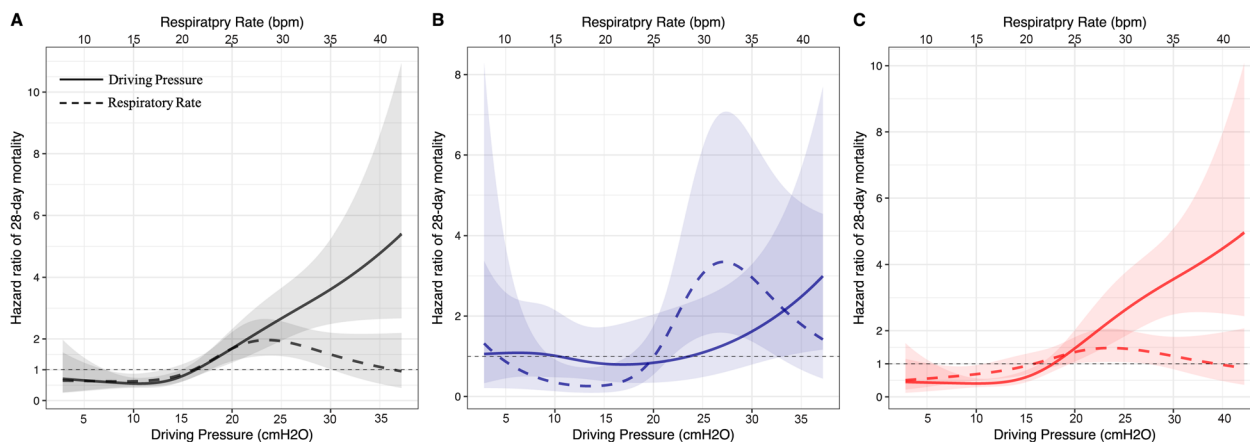 A
Respiratpry Rate (bpm)
10 15 20 25 30 35 40
Hazard ratio of 28-day mortality
10
8
6
4
2
1
0
Driving Pressure
Respiratory Rate
5 10 15 20 25 30 35
Driving Pressure (cmH2O)
B
Respiratpry Rate (bpm)
10 15 20 25 30 35 40
Hazard ratio of 28-day mortality
8
6
4
2
1
0
5 10 15 20 25 30 35
Driving Pressure (cmH2O)
C
Respiratpry Rate (bpm)
10 15 20 25 30 35 40
Hazard ratio of 28-day mortality
10
8
6
4
2
1
0
5 10 15 20 25 30 40
Driving Pressure (cmH2O)